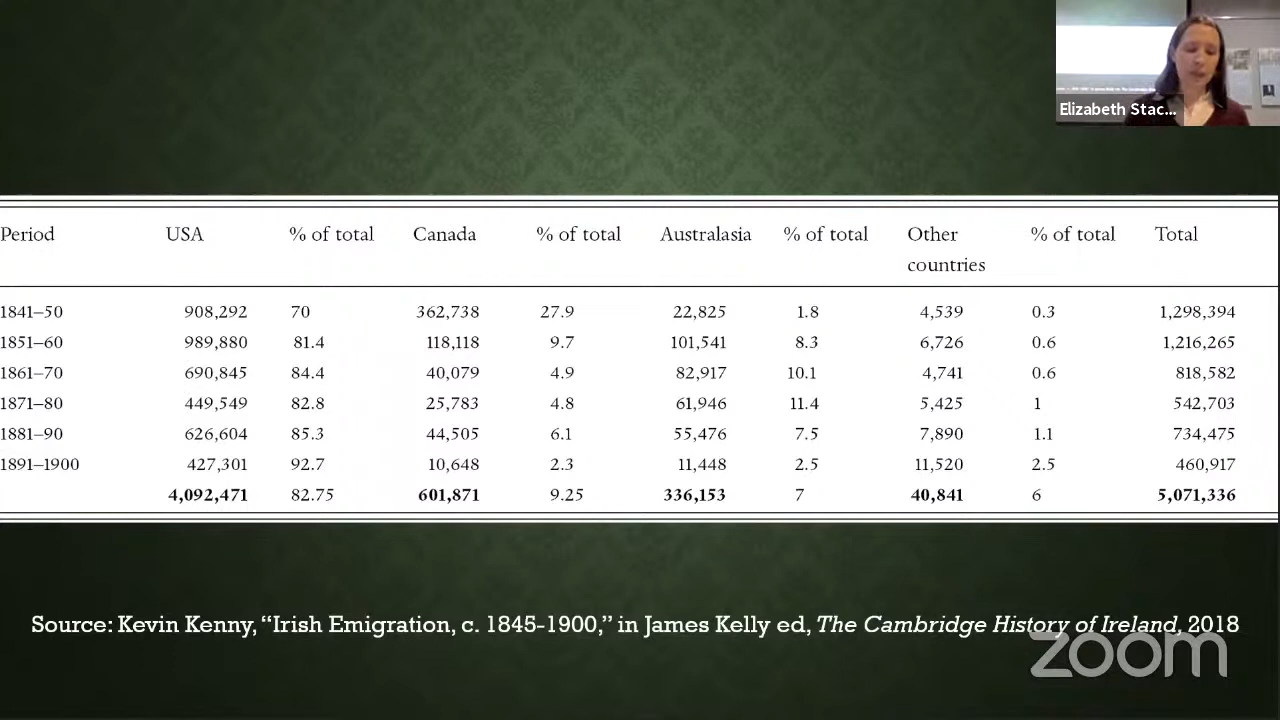 Elizabeth Stac...
Period USA % of total Canada % of total Australasia % of total Other countries % of total Total
1841–50 908,292 70 362,738 27.9 22,825 1.8 4,539 0.3 1,298,394
1851–60 989,880 81.4 118,118 9.7 101,541 8.3 6,726 0.6 1,216,265
1861–70 690,845 84.4 40,079 4.9 82,917 10.1 4,741 0.6 818,582
1871–80 449,549 82.8 25,783 4.8 61,946 11.4 5,425 1 542,703
1881–90 626,604 85.3 44,505 6.1 55,476 7.5 7,890 1.1 734,475
1891–1900 427,301 92.7 10,648 2.3 11,448 2.5 11,520 2.5 460,917
4,092,471 82.75 601,871 9.25 336,153 7 40,841 6 5,071,336
Source: Kevin Kenny, “Irish Emigration, c. 1845-1900,” in James Kelly ed, The Cambridge History of Ireland, 2018
zoom